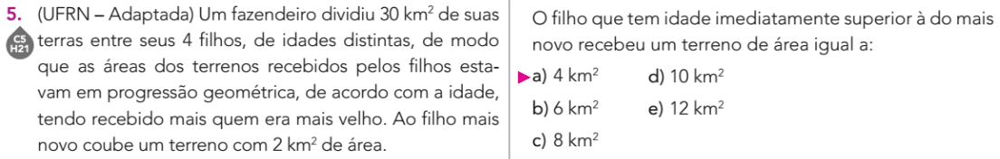 5. (UFRN – Adaptada) Um fazendeiro dividiu 30 km² de suas
C5
H21
terras entre seus 4 filhos, de idades distintas, de modo
que as áreas dos terrenos recebidos pelos filhos esta-
vam em progressão geométrica, de acordo com a idade,
tendo recebido mais quem era mais velho. Ao filho mais
novo coube um terreno com 2 km² de área.
O filho que tem idade imediatamente superior à do mais
novo recebeu um terreno de área igual a:
a) 4 km² d) 10 km²
b) 6 km² e) 12 km²
c) 8 km²